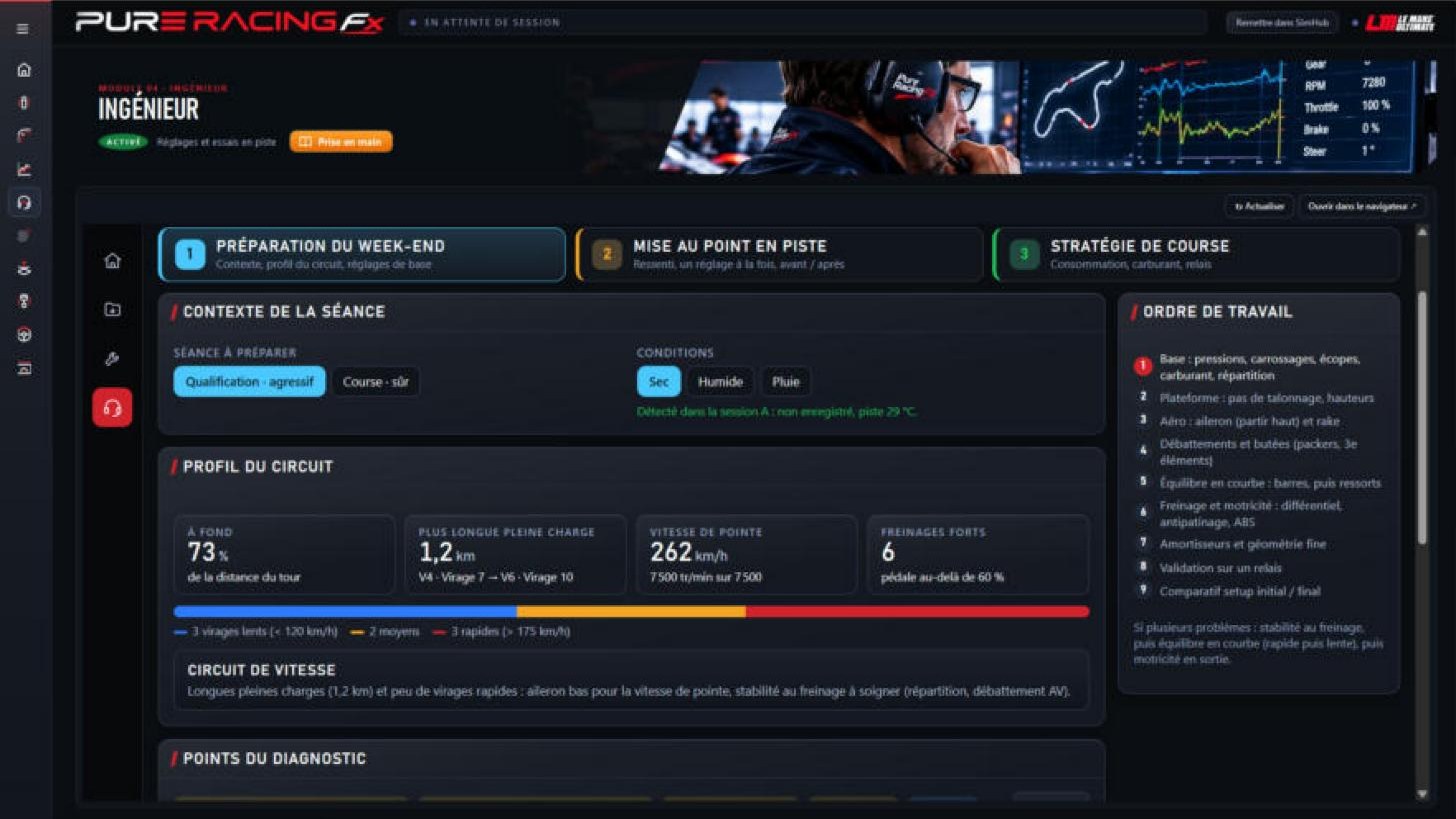 PURE RACING Fx
EN ATTENTE DE SESSION
Remettre dans SimHub
LM LE MANS ULTIMATE
MODULE 04 · INGÉNIEUR
INGÉNIEUR
ACTIVÉ
Réglages et essais en piste
Prise en main
Pure Racing Fx
Gear
RPM 7280
Throttle 100 %
Brake 0 %
Steer 1 °
↻ Actualiser
Ouvrir dans le navigateur ↗
1 PRÉPARATION DU WEEK-END
Contexte, profil du circuit, réglages de base
2 MISE AU POINT EN PISTE
Ressenti, un réglage à la fois, avant / après
3 STRATÉGIE DE COURSE
Consommation, carburant, relais
CONTEXTE DE LA SÉANCE
SÉANCE À PRÉPARER
Qualification · agressif
Course · sûr
CONDITIONS
Sec
Humide
Pluie
Détecté dans la session A : non enregistré, piste 29 °C.
PROFIL DU CIRCUIT
À FOND
73 %
de la distance du tour
PLUS LONGUE PLEINE CHARGE
1,2 km
V4 · Virage 7 → V6 · Virage 10
VITESSE DE POINTE
262 km/h
7 500 tr/min sur 7 500
FREINAGES FORTS
6
pédale au-delà de 60 %
3 virages lents (< 120 km/h)
2 moyens
3 rapides (> 175 km/h)
CIRCUIT DE VITESSE
Longues pleines charges (1,2 km) et peu de virages rapides : aileron bas pour la vitesse de pointe, stabilité au freinage à soigner (répartition, débattement AV).
POINTS DU DIAGNOSTIC
ORDRE DE TRAVAIL
1 Base : pressions, carrossages, écopes,
carburant, répartition
2 Plateforme : pas de talonnage, hauteurs
3 Aéro : aileron (partir haut) et rake
4 Débattements et butées (packers, 3e
éléments)
5 Équilibre en courbe : barres, puis ressorts
6 Freinage et motricité : différentiel,
antipatinage, ABS
7 Amortisseurs et géométrie fine
8 Validation sur un relais
9 Comparatif setup initial / final
Si plusieurs problèmes : stabilité au freinage,
puis équilibre en courbe (rapide puis lente), puis
motricité en sortie.